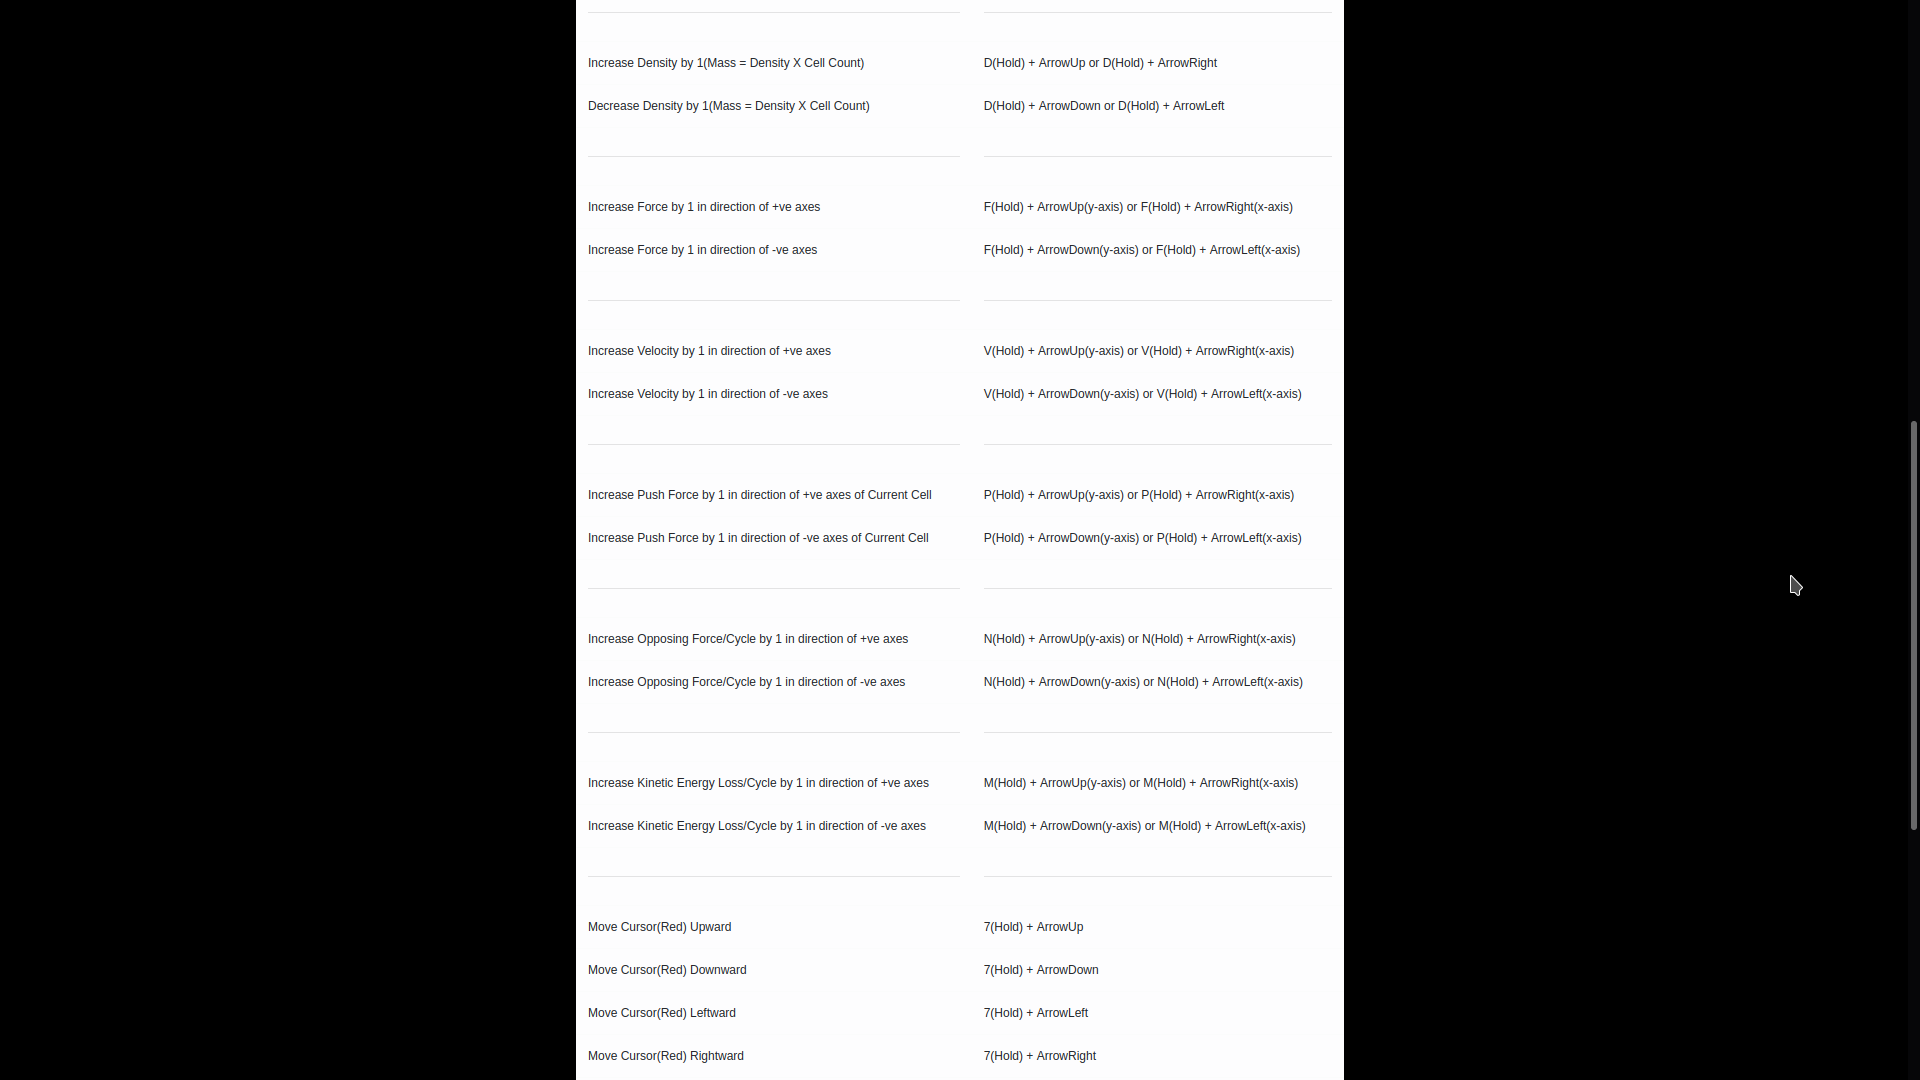 Increase Density by 1(Mass = Density X Cell Count) D(Hold) + ArrowUp or D(Hold) + ArrowRight
Decrease Density by 1(Mass = Density X Cell Count) D(Hold) + ArrowDown or D(Hold) + ArrowLeft
Increase Force by 1 in direction of +ve axes F(Hold) + ArrowUp(y-axis) or F(Hold) + ArrowRight(x-axis)
Increase Force by 1 in direction of -ve axes F(Hold) + ArrowDown(y-axis) or F(Hold) + ArrowLeft(x-axis)
Increase Velocity by 1 in direction of +ve axes V(Hold) + ArrowUp(y-axis) or V(Hold) + ArrowRight(x-axis)
Increase Velocity by 1 in direction of -ve axes V(Hold) + ArrowDown(y-axis) or V(Hold) + ArrowLeft(x-axis)
Increase Push Force by 1 in direction of +ve axes of Current Cell P(Hold) + ArrowUp(y-axis) or P(Hold) + ArrowRight(x-axis)
Increase Push Force by 1 in direction of -ve axes of Current Cell P(Hold) + ArrowDown(y-axis) or P(Hold) + ArrowLeft(x-axis)
Increase Opposing Force/Cycle by 1 in direction of +ve axes N(Hold) + ArrowUp(y-axis) or N(Hold) + ArrowRight(x-axis)
Increase Opposing Force/Cycle by 1 in direction of -ve axes N(Hold) + ArrowDown(y-axis) or N(Hold) + ArrowLeft(x-axis)
Increase Kinetic Energy Loss/Cycle by 1 in direction of +ve axes M(Hold) + ArrowUp(y-axis) or M(Hold) + ArrowRight(x-axis)
Increase Kinetic Energy Loss/Cycle by 1 in direction of -ve axes M(Hold) + ArrowDown(y-axis) or M(Hold) + ArrowLeft(x-axis)
Move Cursor(Red) Upward 7(Hold) + ArrowUp
Move Cursor(Red) Downward 7(Hold) + ArrowDown
Move Cursor(Red) Leftward 7(Hold) + ArrowLeft
Move Cursor(Red) Rightward 7(Hold) + ArrowRight